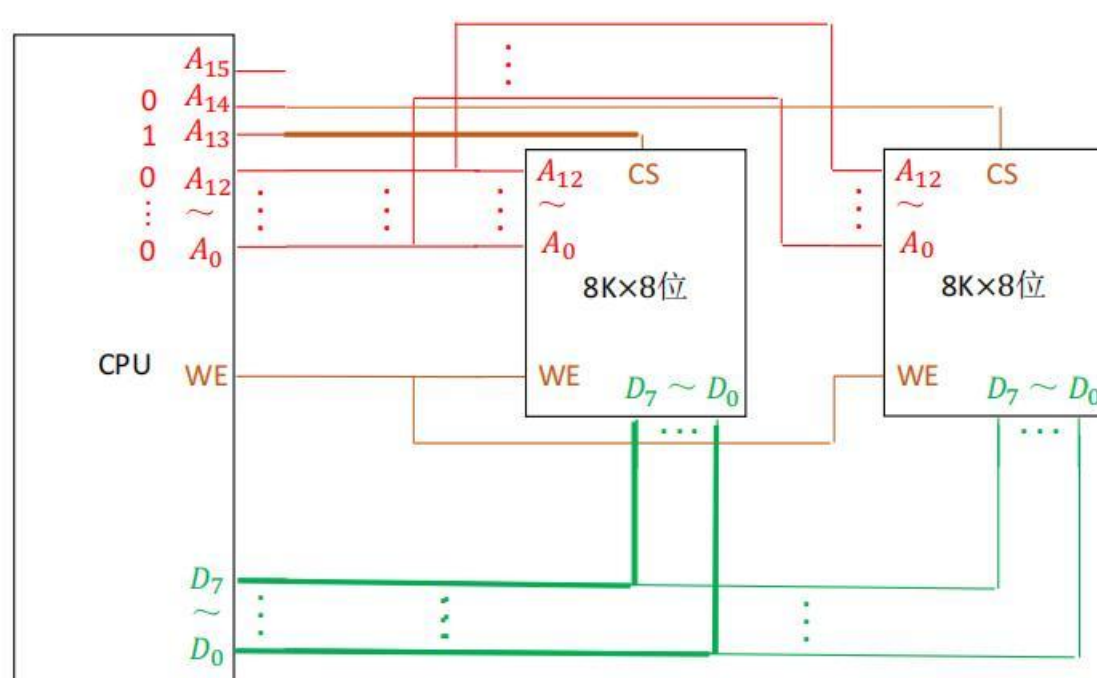 A₁₅
0 A₁₄
1 A₁₃
0 A₁₂
⋮ ~
0 A₀
A₁₂ CS
~
A₀
8K×8位
A₁₂ CS
~
A₀
8K×8位
CPU WE
WE
D₇ ~ D₀
WE
D₇ ~ D₀
D₇
~
D₀